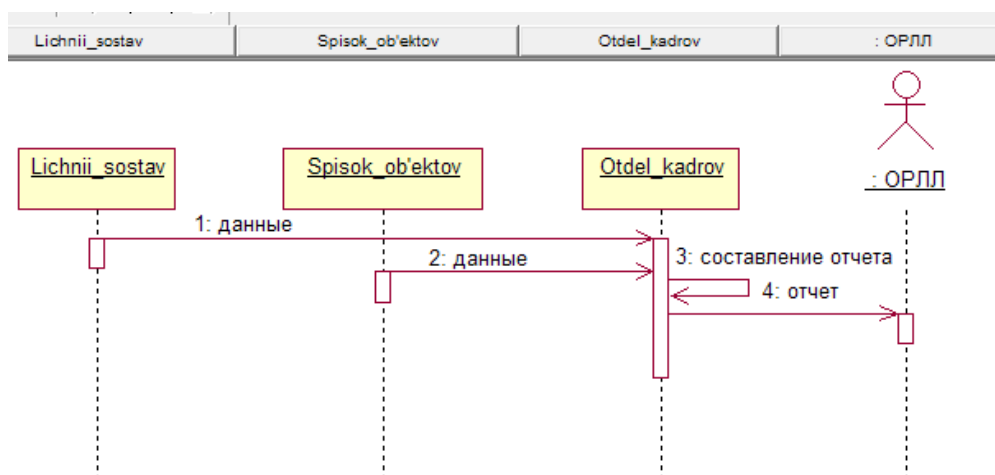 Lichnii_sostav
Spisok_ob'ektov
Otdel_kadrov
: ОРЛЛ
Lichnii_sostav
Spisok_ob'ektov
Otdel_kadrov
: ОРЛЛ
1: данные
2: данные
3: составление отчета
4: отчет